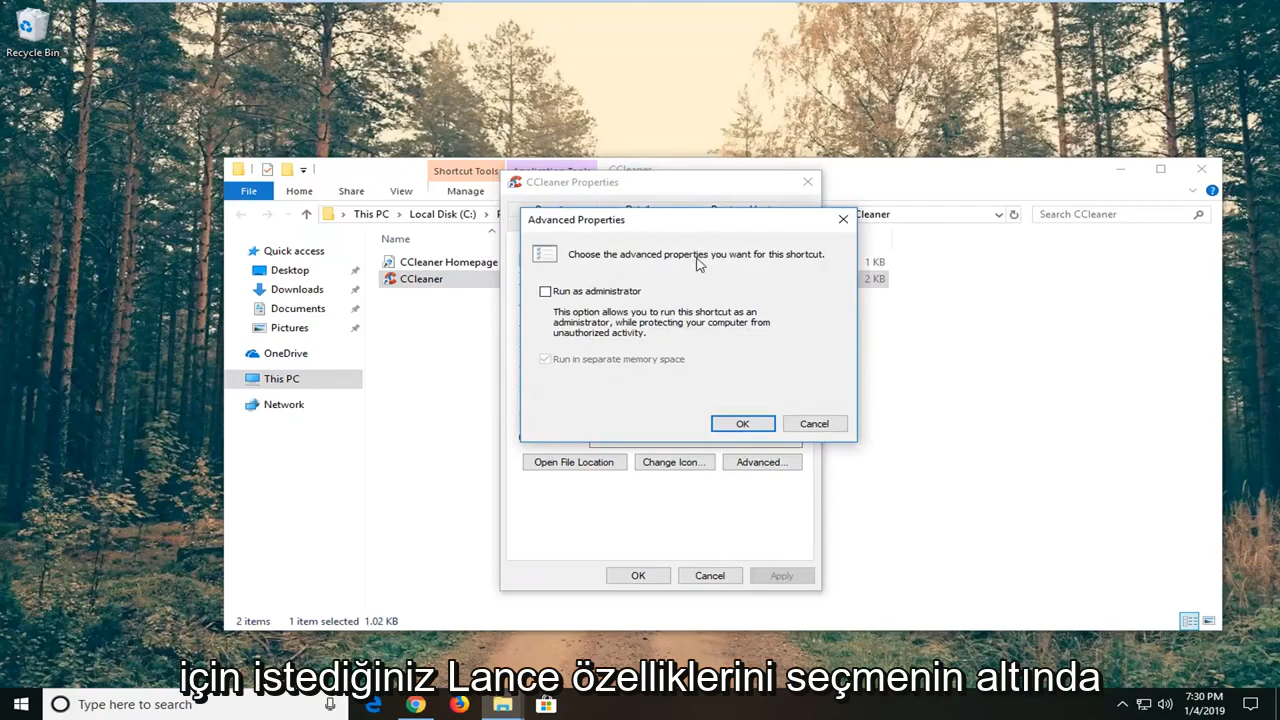 Recycle Bin
Shortcut Tools
CCleaner
File
Home
Share
View
Manage
This PC
Local Disk (C:)
Cleaner
Search CCleaner
Quick access
Desktop
Downloads
Documents
Pictures
OneDrive
This PC
Network
Name
CCleaner Homepage
1 KB
CCleaner
2 KB
CCleaner Properties
Advanced Properties
Choose the advanced properties you want for this shortcut.
Run as administrator
This option allows you to run this shortcut as an
administrator, while protecting your computer from
unauthorized activity.
Run in separate memory space
OK
Cancel
Open File Location
Change Icon...
Advanced...
OK
Cancel
Apply
2 items
1 item selected
1.02 KB
için istediğiniz Lance özelliklerini seçmenin altında
Type here to search
7:30 PM
1/4/2019